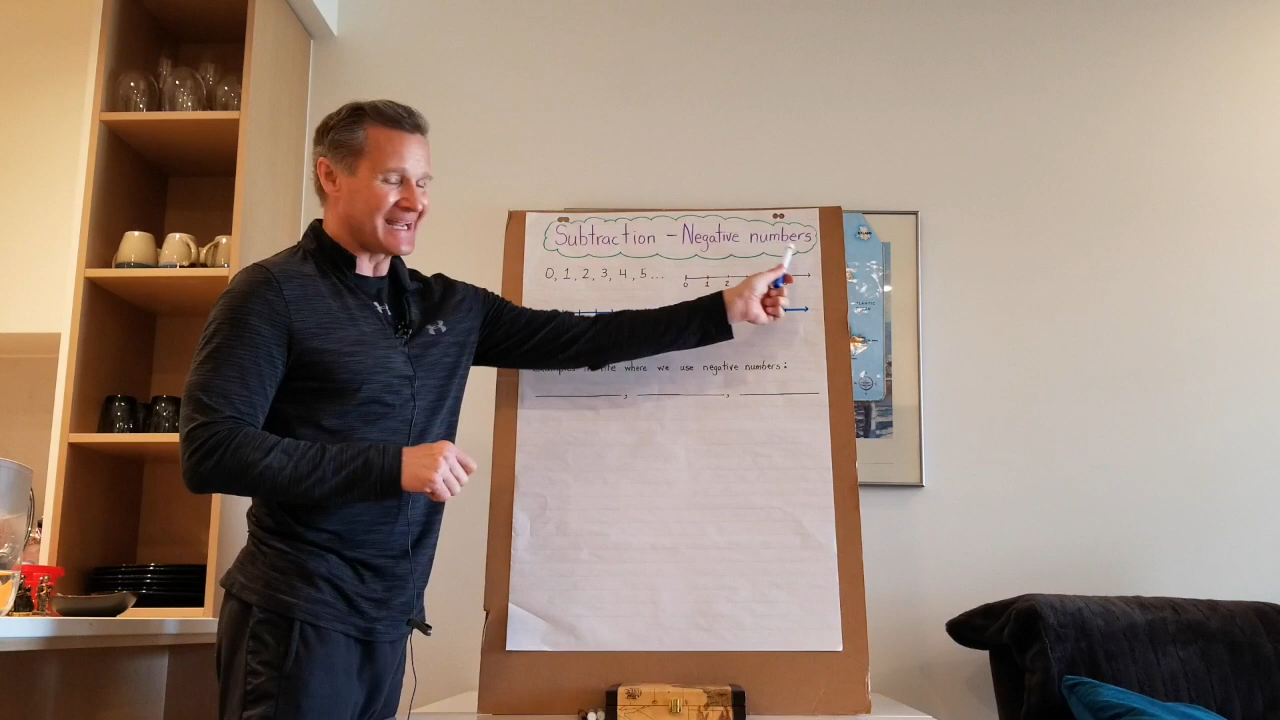 Subtraction - Negative numbers
0, 1, 2, 3, 4, 5...
0 1 2
where we use negative numbers: